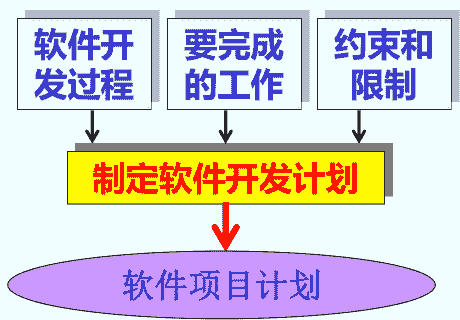 软件开
发过程
要完成
的工作
约束和
限制
制定软件开发计划
软件项目计划